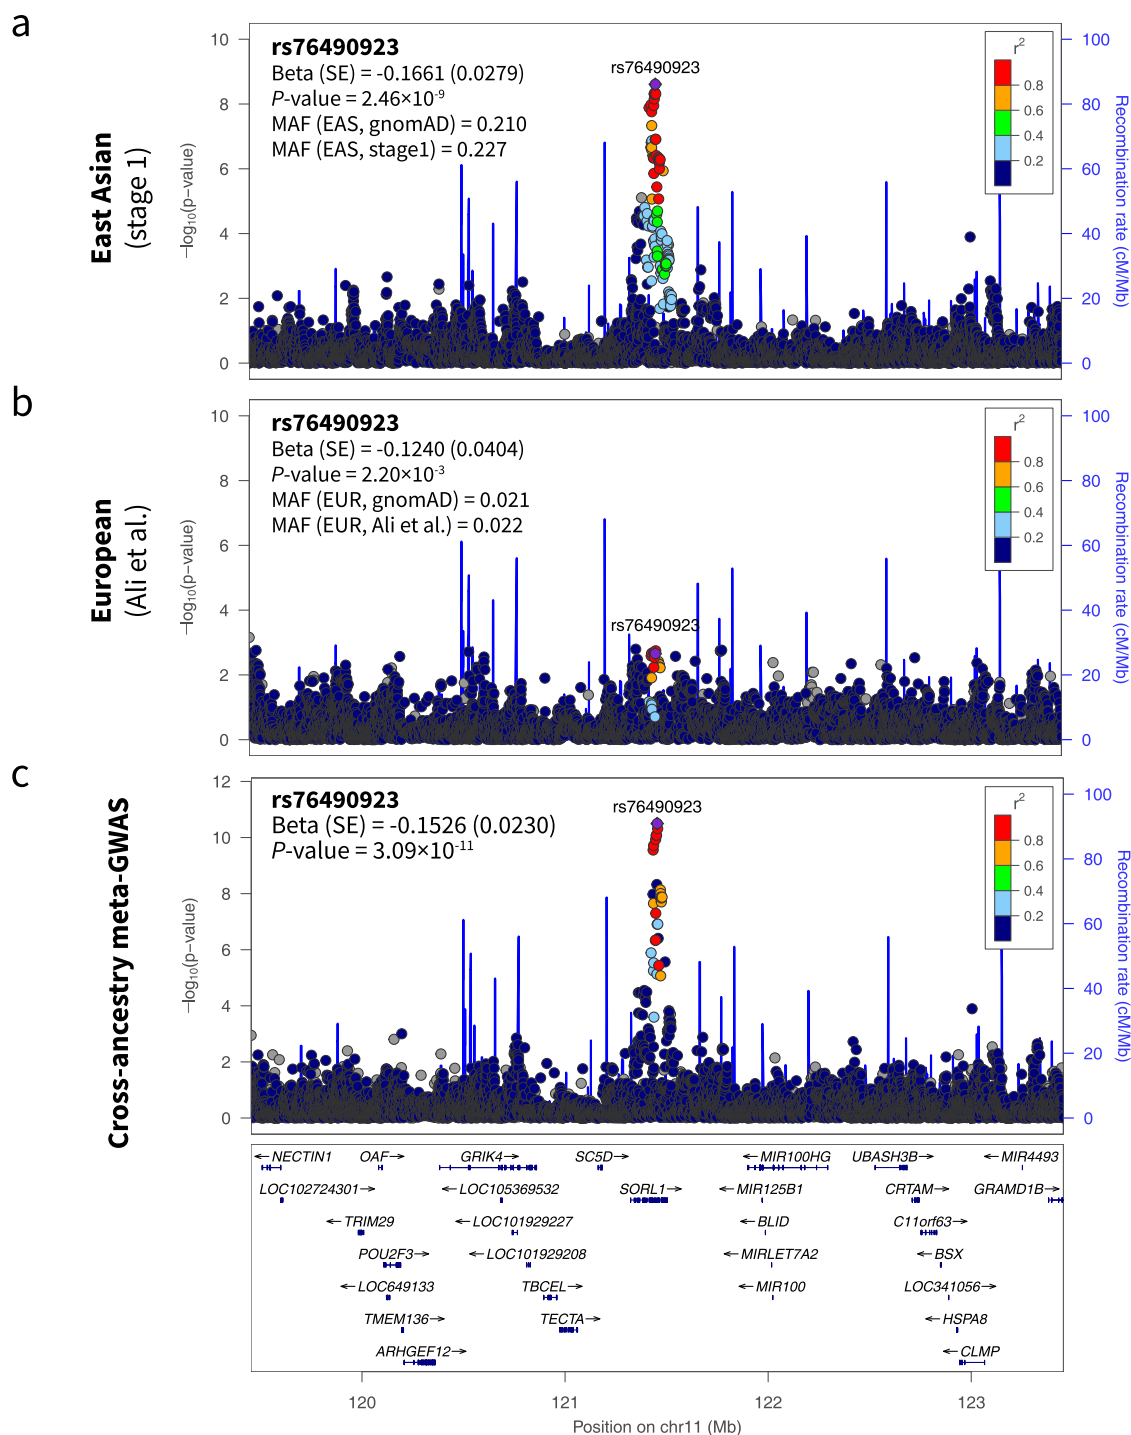 a
East Asian
(stage 1)
rs76490923
Beta (SE) = -0.1661 (0.0279)
P-value = 2.46×10-9
MAF (EAS, gnomAD) = 0.210
MAF (EAS, stage1) = 0.227
rs76490923
r2
0.8
0.6
0.4
0.2
10
8
6
4
2
0
−log10(p−value)
100
80
60
40
20
0
Recombination rate (cM/Mb)
b
European
(Ali et al.)
rs76490923
Beta (SE) = -0.1240 (0.0404)
P-value = 2.20×10-3
MAF (EUR, gnomAD) = 0.021
MAF (EUR, Ali et al.) = 0.022
rs76490923
r2
0.8
0.6
0.4
0.2
10
8
6
4
2
0
−log10(p−value)
100
80
60
40
20
0
Recombination rate (cM/Mb)
c
Cross-ancestry meta-GWAS
rs76490923
Beta (SE) = -0.1526 (0.0230)
P-value = 3.09×10-11
rs76490923
r2
0.8
0.6
0.4
0.2
12
10
8
6
4
2
0
−log10(p−value)
100
80
60
40
20
0
Recombination rate (cM/Mb)
←NECTIN1 OAF→ GRIK4→ SC5D→ ←MIR100HG UBASH3B→ ←MIR4493
LOC102724301→ ←LOC105369532 SORL1→ ←MIR125B1 CRTAM→ GRAMD1B→
←TRIM29 ←LOC101929227 ←BLID C11orf63→
POU2F3→ ←LOC101929208 ←MIRLET7A2 ←BSX
←LOC649133 TBCEL→ ←MIR100 LOC341056→
TMEM136→ TECTA→ ←HSPA8
ARHGEF12→ ←CLMP
120 121 122 123
Position on chr11 (Mb)